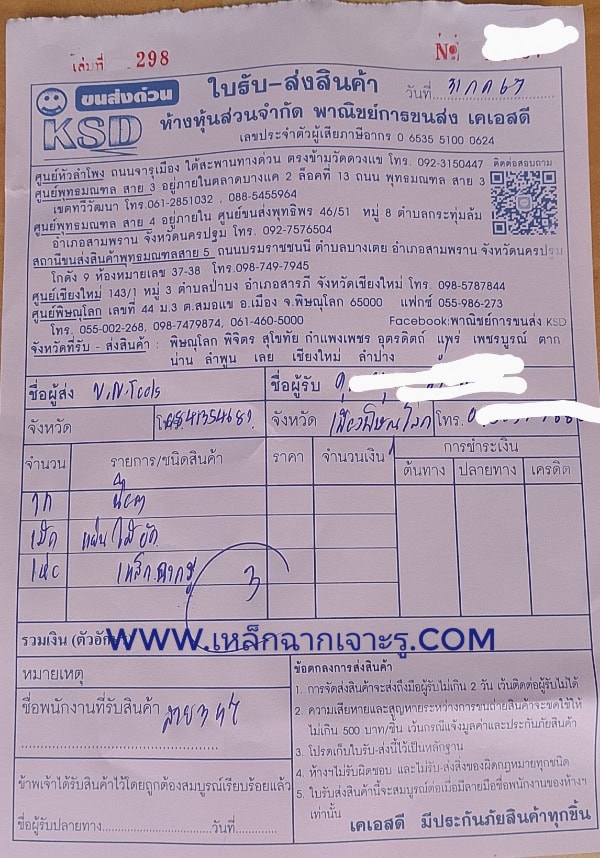 เล่มที่ 298 Nº
ขนส่งด่วน ใบรับ-ส่งสินค้า วันที่ 31 กค 67
KSD ห้างหุ้นส่วนจำกัด พาณิชย์การขนส่ง เคเอสดี
เลขประจำตัวผู้เสียภาษีอากร 0 6535 5100 0624
ศูนย์หัวลำโพง ถนนจารุเมือง ใต้สะพานทางด่วน ตรงข้ามวัดดวงแข โทร. 092-3150447 ติดต่อสอบถาม
ศูนย์พุทธมณฑล สาย 3 อยู่ภายในตลาดบางแค 2 ล็อคที่ 13 ถนน พุทธมณฑล สาย 3
เขตทวีวัฒนา โทร.061-2851032 , 088-5455964
ศูนย์พุทธมณฑล สาย 4 อยู่ภายใน ศูนย์ขนส่งพุทธิพร 46/51 หมู่ 8 ตำบลกระทุ่มล้ม
อำเภอสามพราน จังหวัดนครปฐม โทร. 092-7576504
สถานีขนส่งสินค้าพุทธมณฑลสาย 5 ถนนบรมราชชนนี ตำบลบางเตย อำเภอสามพราน จังหวัดนครปฐม
โกดัง 9 ห้องหมายเลข 37-38 โทร.098-749-7945
ศูนย์เชียงใหม่ 143/1 หมู่ 3 ตำบลป่าบง อำเภอสารภี จังหวัดเชียงใหม่ โทร. 098-5787844
ศูนย์พิษณุโลก เลขที่ 44 ม.3 ต.สมอแข อ.เมือง จ.พิษณุโลก 65000 แฟกซ์ 055-986-273
โทร. 055-002-268, 098-7479874, 061-460-5000 Facebook:พาณิชย์การขนส่ง KSD
จังหวัดที่รับ - ส่งสินค้า : พิษณุโลก พิจิตร สุโขทัย กำแพงเพชร อุตรดิตถ์ แพร่ เพชรบูรณ์ ตาก
น่าน ลำพูน เลย เชียงใหม่ ลำปาง
ชื่อผู้ส่ง N.N.Tools ชื่อผู้รับ
จังหวัด จังหวัด เมืองพิษณุโลก โทร.
จำนวน รายการ/ชนิดสินค้า ราคา จำนวนเงิน การชำระเงิน
ต้นทาง ปลายทาง เครดิต
น็อต
แผ่นไม้อัด
เหล็กฉากรู 3
รวมเงิน (ตัวอักษร)
WWW.เหล็กฉากเจาะรู.COM
หมายเหตุ
ชื่อพนักงานที่รับสินค้า
ข้าพเจ้าได้รับสินค้าไว้โดยถูกต้องสมบูรณ์เรียบร้อยแล้ว
ชื่อผู้รับปลายทาง วันที่
ข้อตกลงการส่งสินค้า
1. การจัดส่งสินค้าจะส่งถึงมือผู้รับไม่เกิน 2 วัน เว้นติดต่อผู้รับไม่ได้
2. ความเสียหายและสูญหายระหว่างการขนถ่ายสินค้าจะชดใช้ให้
ไม่เกิน 500 บาท/ชิ้น เว้นกรณีแจ้งมูลค่าและประกันภัยสินค้า
3. โปรดเก็บใบรับ-ส่งนี้ไว้เป็นหลักฐาน
4. ห้างฯไม่รับผิดชอบ และไม่รับ-ส่งสิ่งของผิดกฎหมายทุกชนิด
5. ใบรับส่งสินค้านี้จะสมบูรณ์ต่อเมื่อมีลายมือชื่อพนักงานของห้างฯ
เท่านั้น
เคเอสดี มีประกันภัยสินค้าทุกชิ้น